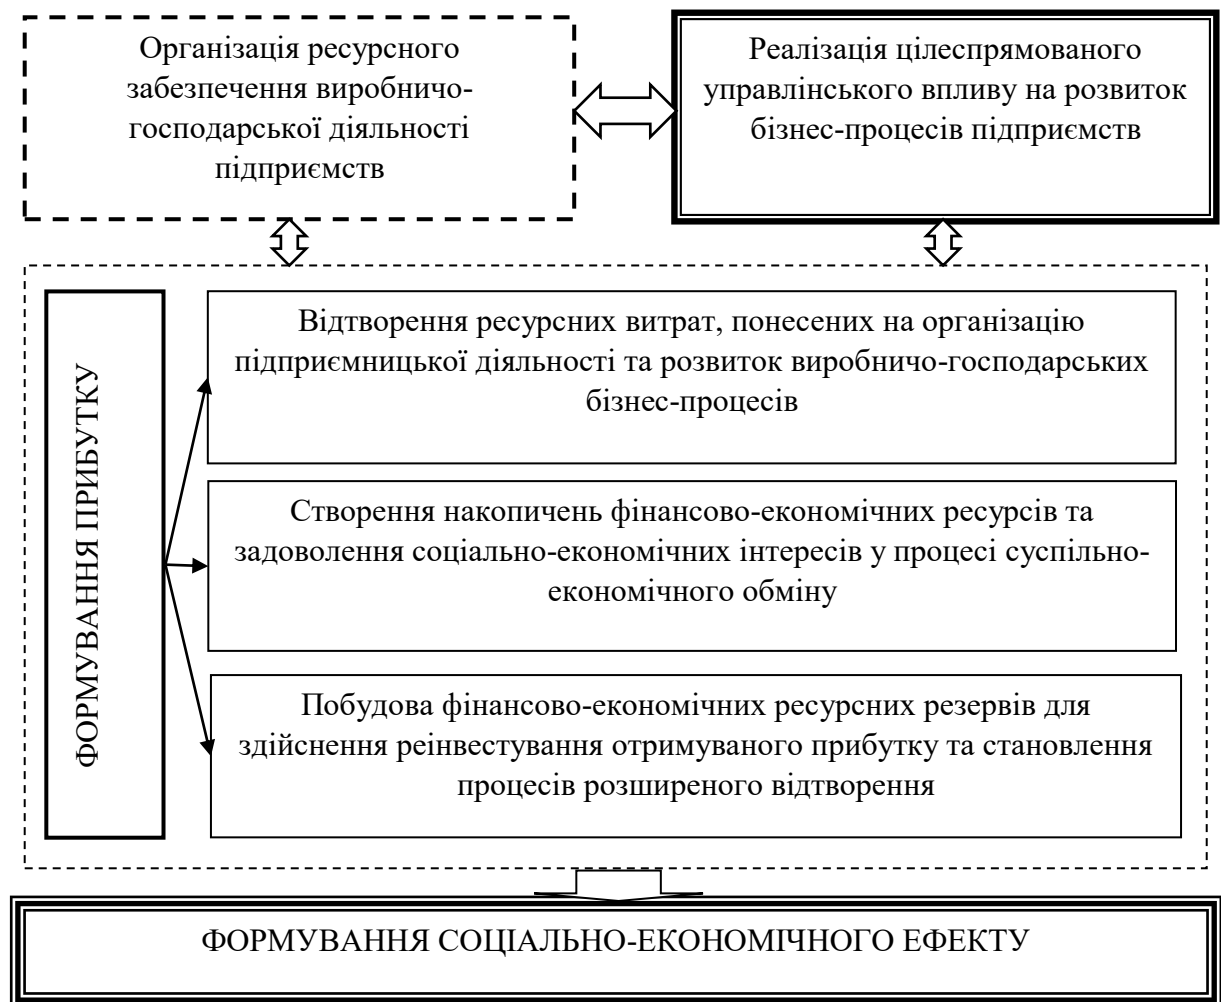 Організація ресурсного
забезпечення виробничо-
господарської діяльності
підприємств
Реалізація цілеспрямованого
управлінського впливу на розвиток
бізнес-процесів підприємств
ФОРМУВАННЯ ПРИБУТКУ
Відтворення ресурсних витрат, понесених на організацію
підприємницької діяльності та розвиток виробничо-господарських
бізнес-процесів
Створення накопичень фінансово-економічних ресурсів та
задоволення соціально-економічних інтересів у процесі суспільно-
економічного обміну
Побудова фінансово-економічних ресурсних резервів для
здійснення реінвестування отримуваного прибутку та становлення
процесів розширеного відтворення
ФОРМУВАННЯ СОЦІАЛЬНО-ЕКОНОМІЧНОГО ЕФЕКТУ